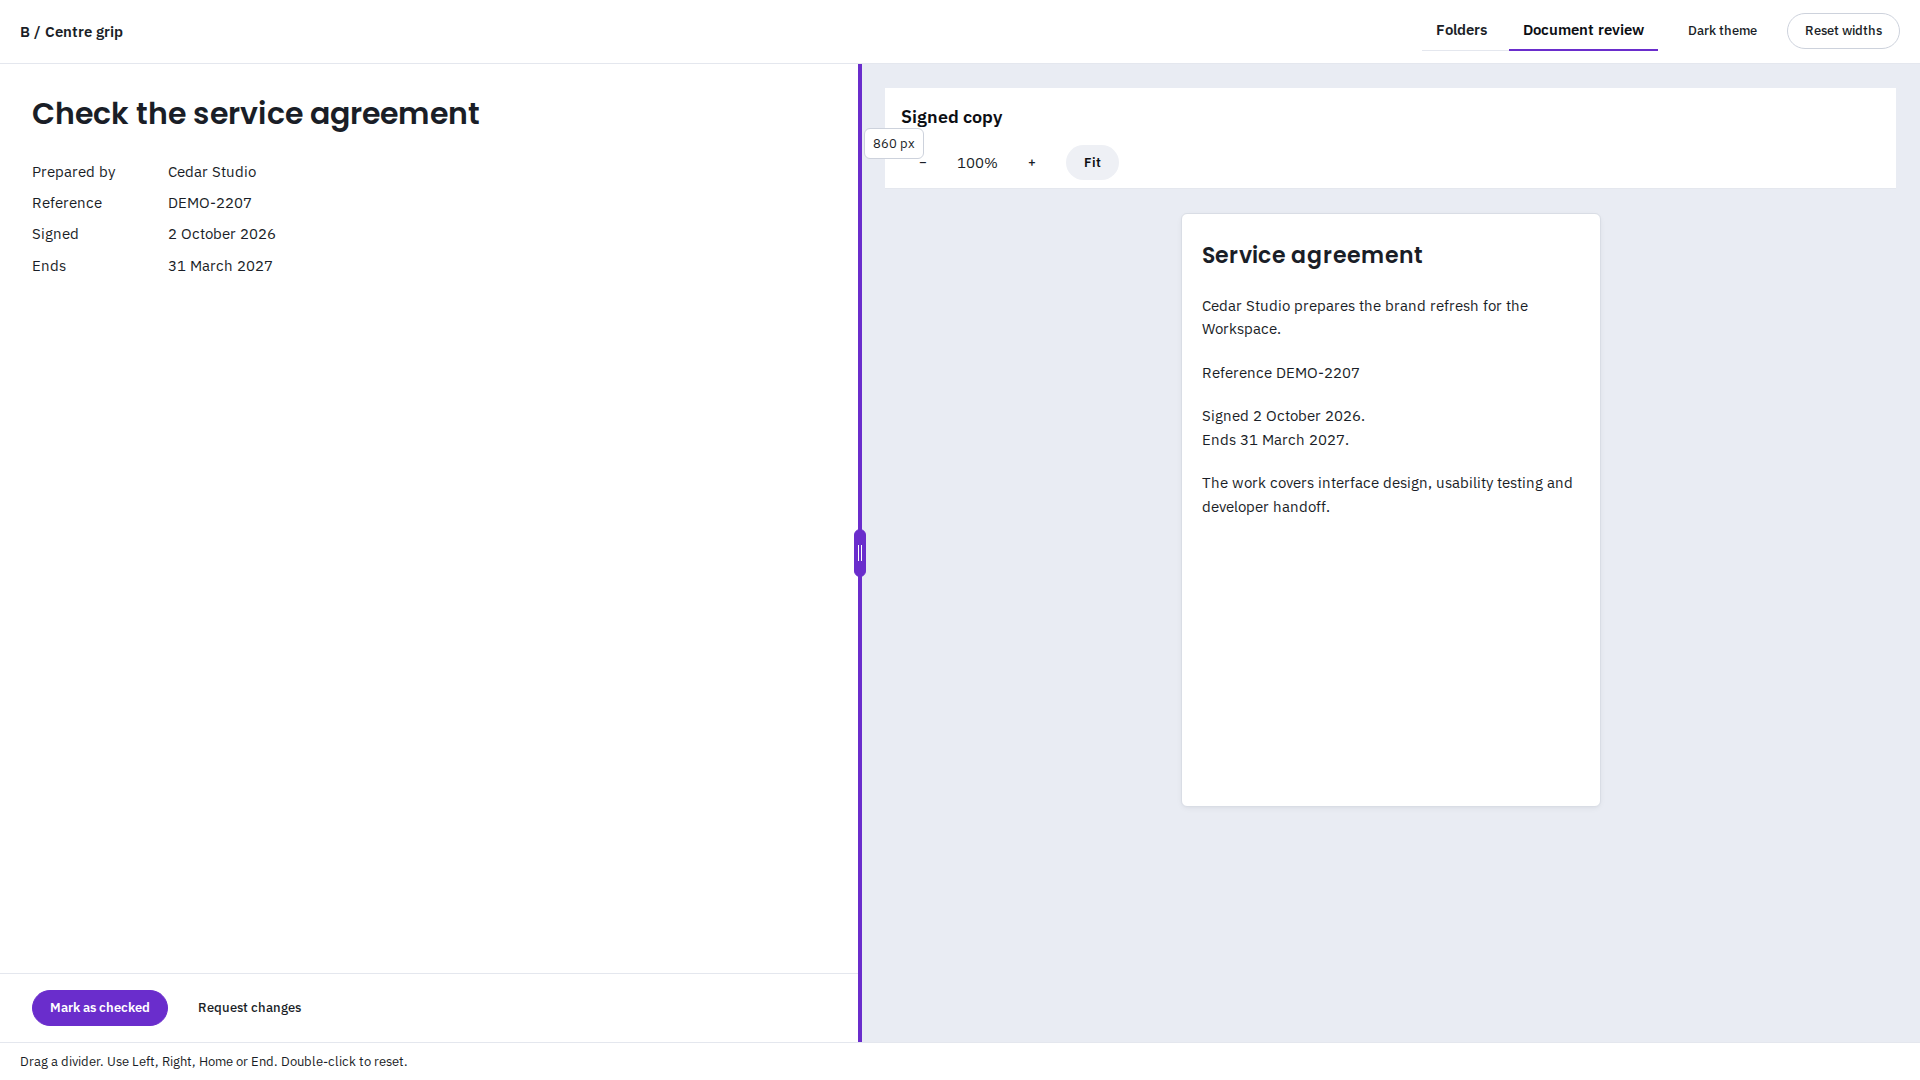 B / Centre grip
Folders
Document review
Dark theme
Reset widths
Check the service agreement
Prepared by
Cedar Studio
Reference
DEMO-2207
Signed
2 October 2026
Ends
31 March 2027
Mark as checked
Request changes
860 px
Signed copy
−
100%
+
Fit
Service agreement
Cedar Studio prepares the brand refresh for the
Workspace.
Reference DEMO-2207
Signed 2 October 2026.
Ends 31 March 2027.
The work covers interface design, usability testing and
developer handoff.
Drag a divider. Use Left, Right, Home or End. Double-click to reset.